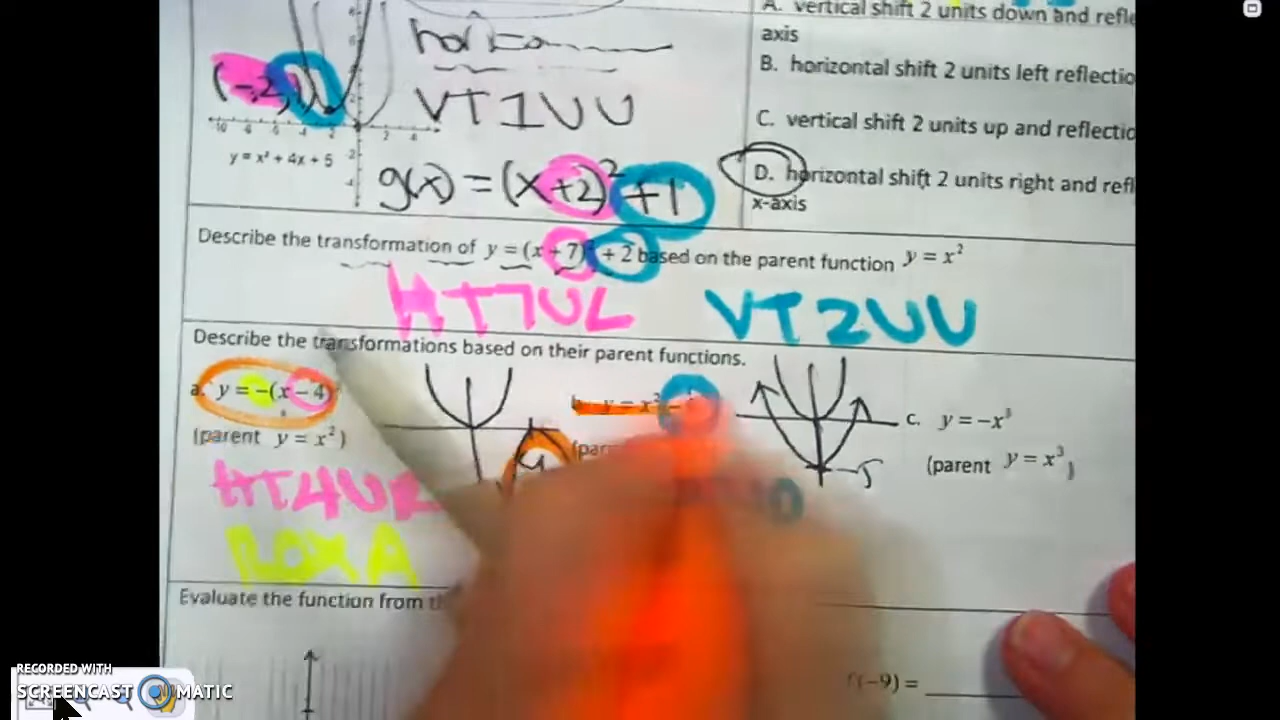 A. vertical shift 2 units down and refle
axis
B. horizontal shift 2 units left reflectio
C. vertical shift 2 units up and reflectio
D. horizontal shift 2 units right and refl
x-axis
VT1UU
y = x² + 4x + 5
g(x) = (x+2)² + 1
Describe the transformation of y = (x + 7)² + 2 based on the parent function y = x²
HT7UL VT2UU
Describe the transformations based on their parent functions.
a. y = -(x - 4)
(parent y = x²)
HT4UR
ROXA
b. y = x²
-5
c. y = -x³
(parent y = x³)
Evaluate the function from th
f(-9) =
RECORDED WITH
SCREENCAST MATIC